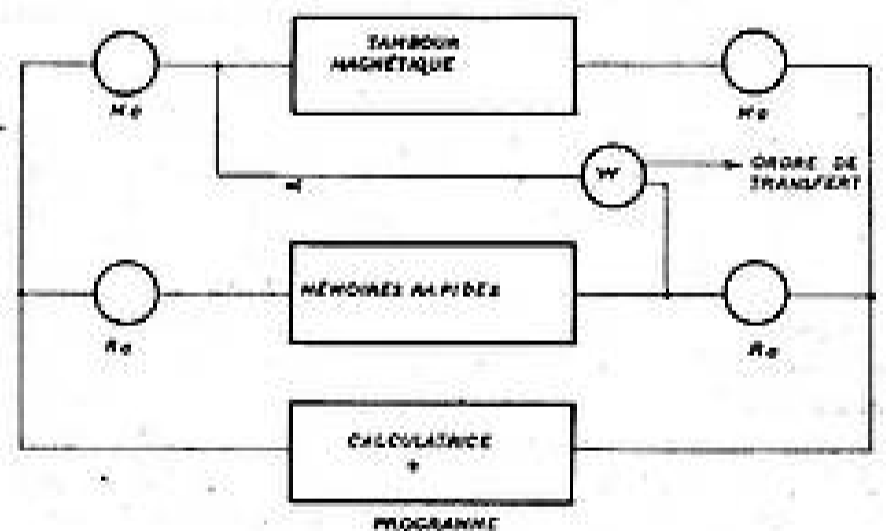 TAMBOUR
MAGNÉTIQUE
W
ORDRE DE
TRANSFERT
MÉMOIRES RAPIDES
CALCULATRICE
+
PROGRAMME